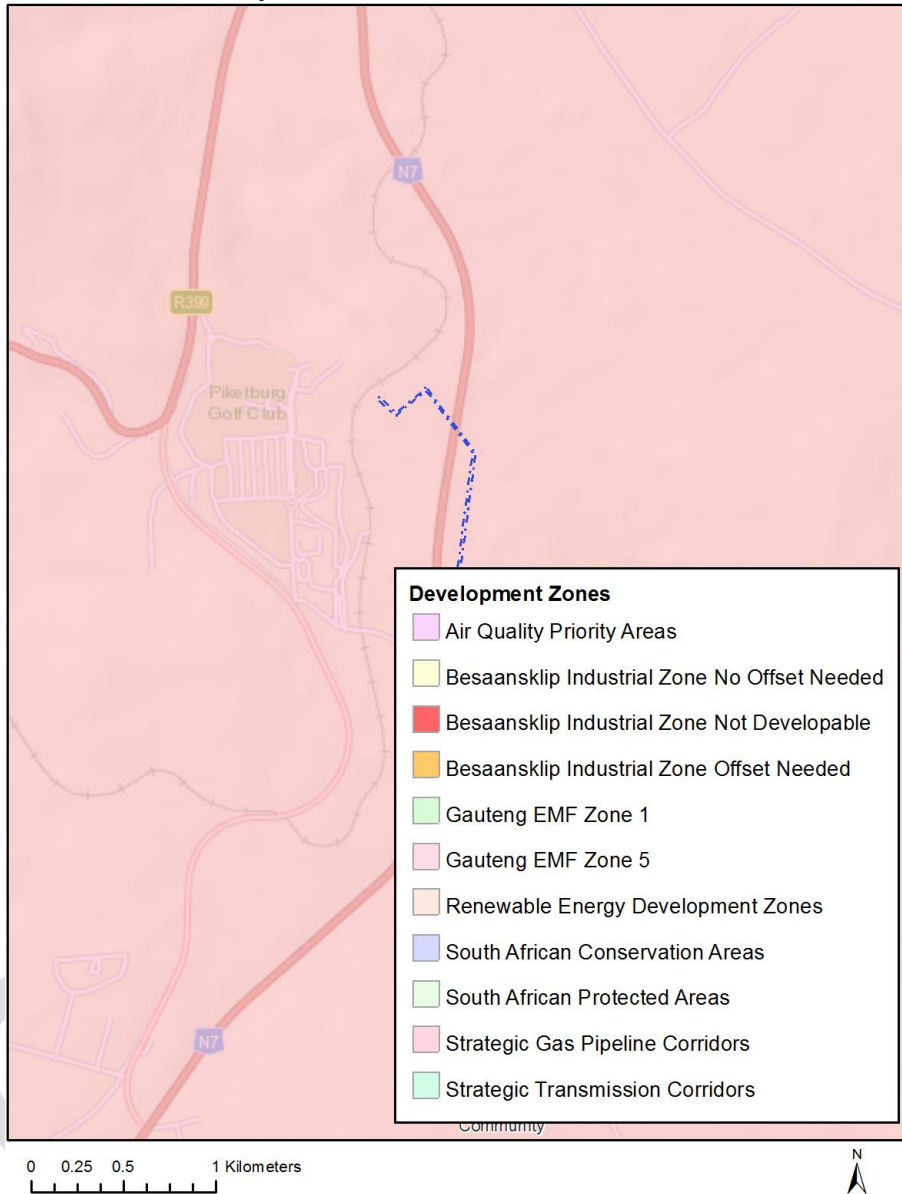 N7
R399
Piketburg
Golf Club
Development Zones
Air Quality Priority Areas
Besaansklip Industrial Zone No Offset Needed
Besaansklip Industrial Zone Not Developable
Besaansklip Industrial Zone Offset Needed
Gauteng EMF Zone 1
Gauteng EMF Zone 5
Renewable Energy Development Zones
South African Conservation Areas
South African Protected Areas
Strategic Gas Pipeline Corridors
Strategic Transmission Corridors
N7
Community
0 0.25 0.5 1 Kilometers
N